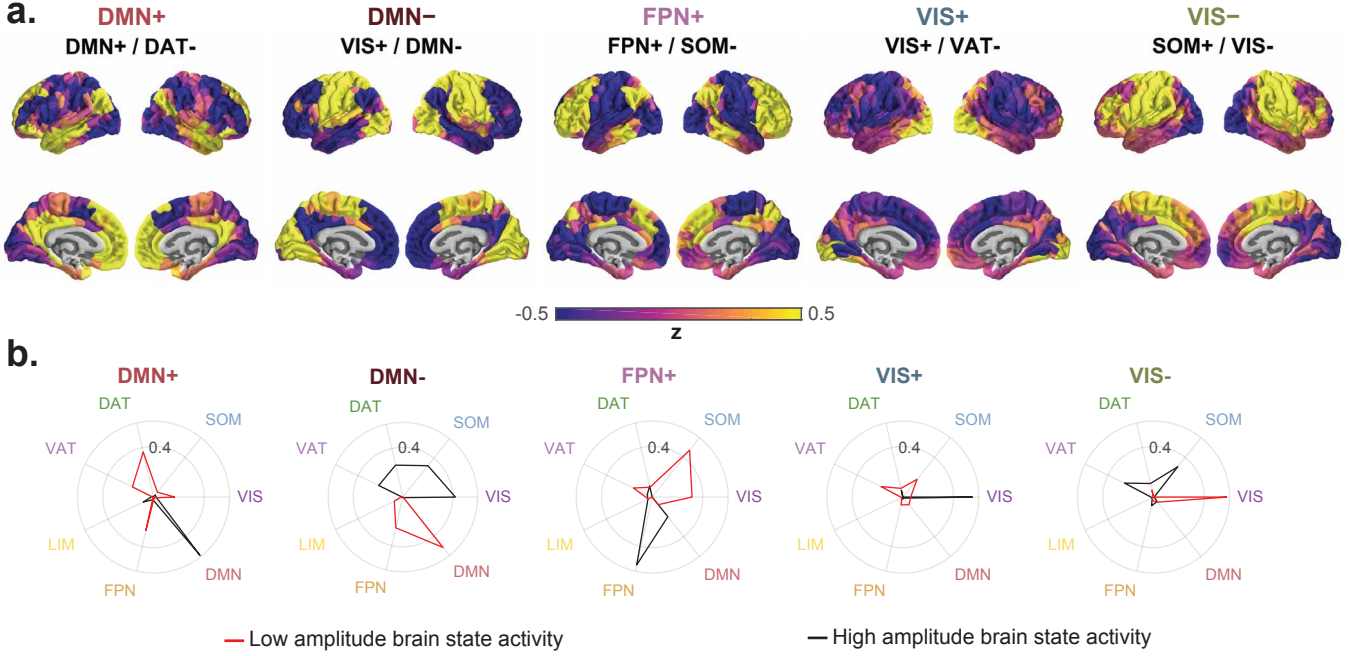 a.
DMN+ DMN− FPN+ VIS+ VIS−
DMN+ / DAT- VIS+ / DMN- FPN+ / SOM- VIS+ / VAT- SOM+ / VIS-
-0.5 0.5
z
b.
DMN+ DMN- FPN+ VIS+ VIS-
DAT SOM DAT SOM DAT SOM DAT SOM DAT SOM
VAT 0.4 VAT 0.4 VAT 0.4 VAT 0.4 VAT 0.4
VIS VIS VIS VIS VIS
LIM LIM LIM LIM LIM
FPN DMN FPN DMN FPN DMN FPN DMN FPN DMN
Low amplitude brain state activity High amplitude brain state activity